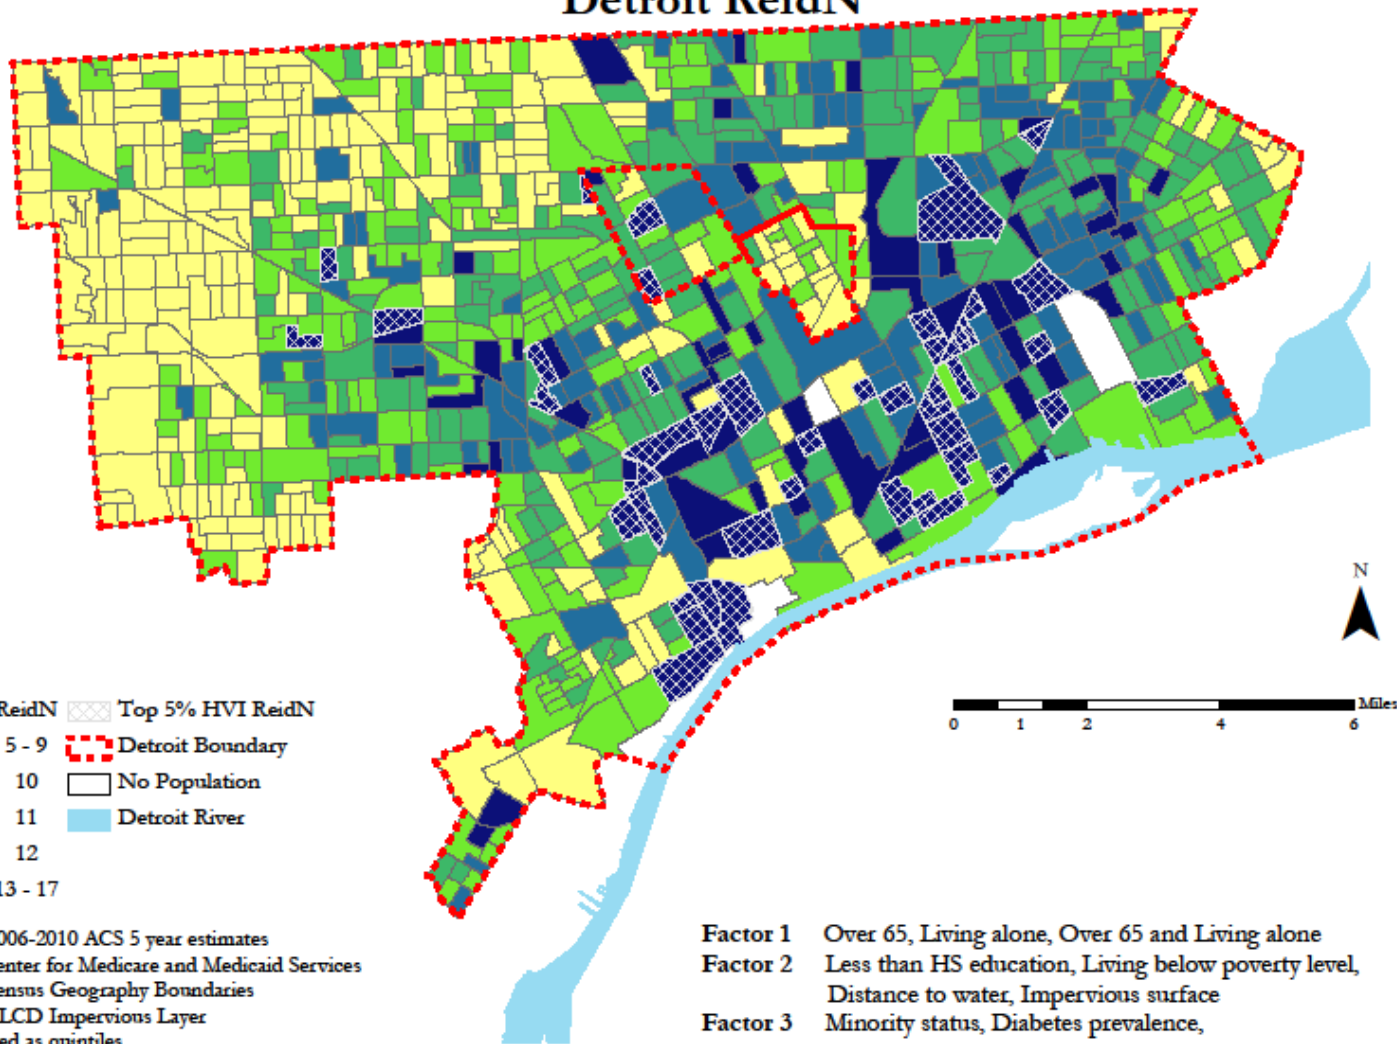 Detroit ReidN
N
ReidN Top 5% HVI ReidN
5 - 9 Detroit Boundary
10 No Population
11 Detroit River
12
13 - 17
Miles
0 1 2 4 6
006-2010 ACS 5 year estimates
enter for Medicare and Medicaid Services
ensus Geography Boundaries
LCD Impervious Layer
ed as quintiles
Factor 1 Over 65, Living alone, Over 65 and Living alone
Factor 2 Less than HS education, Living below poverty level,
Distance to water, Impervious surface
Factor 3 Minority status, Diabetes prevalence,